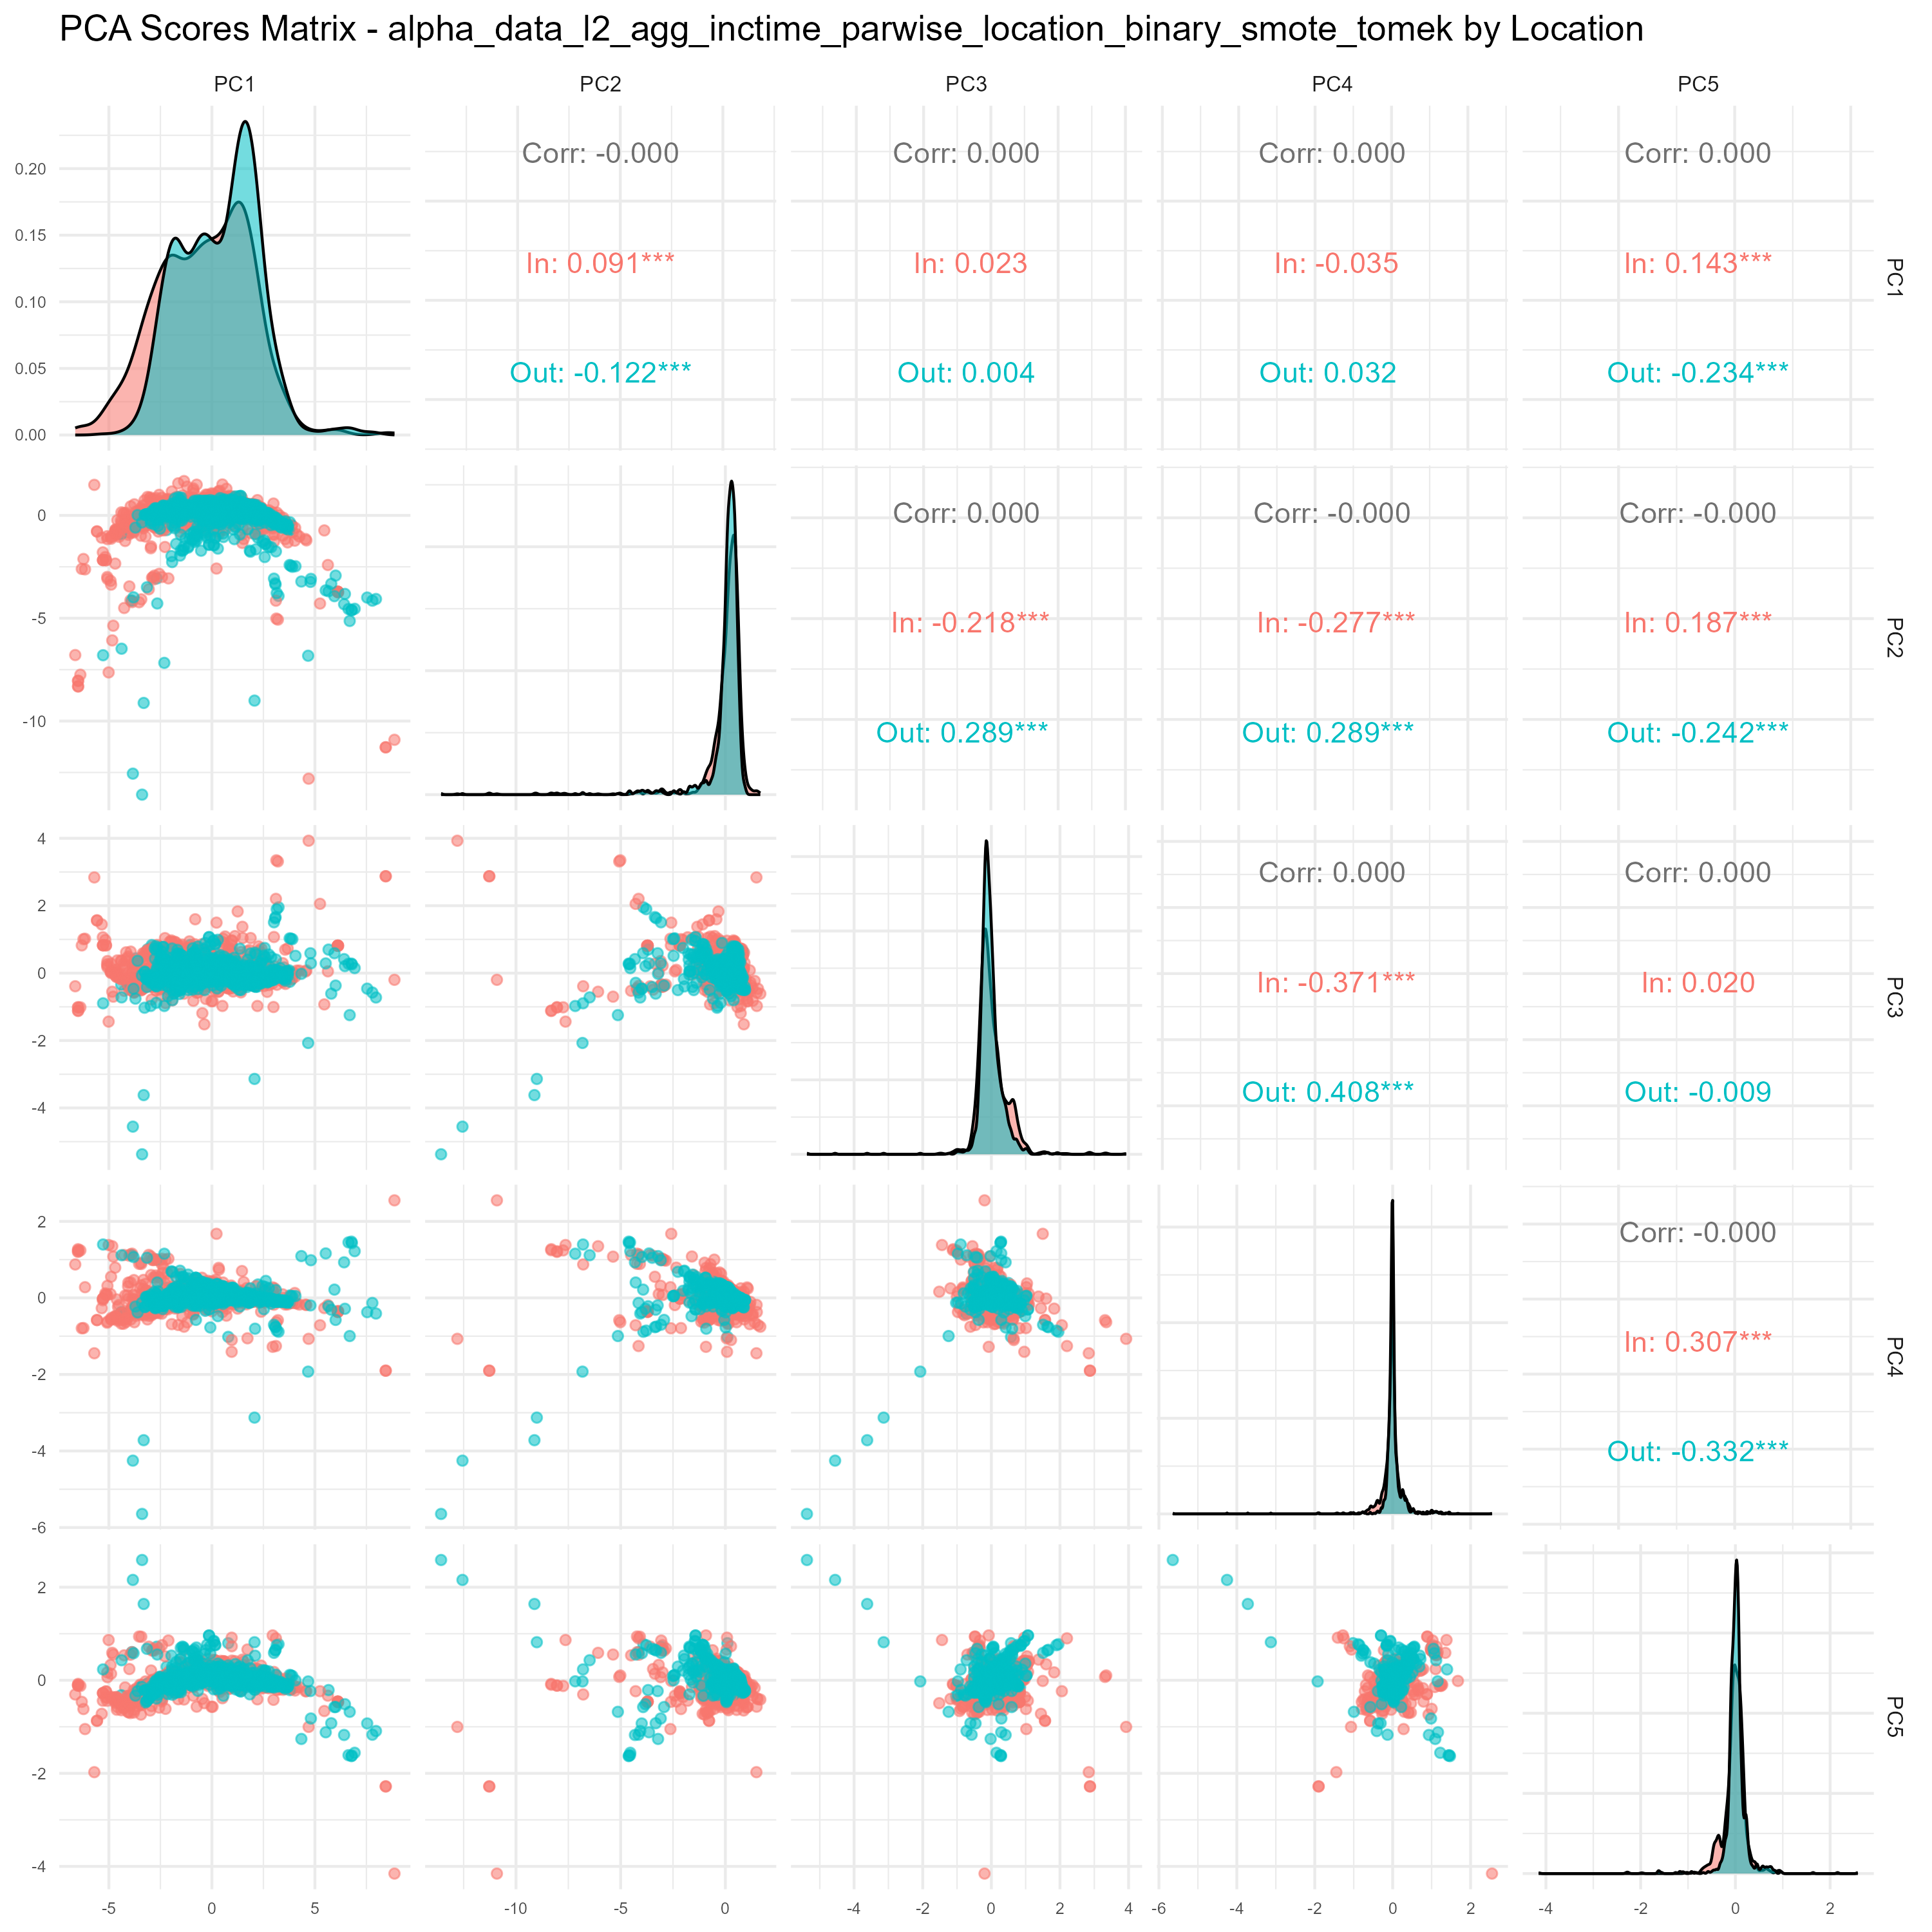 PCA Scores Matrix - alpha_data_l2_agg_inctime_parwise_location_binary_smote_tomek by Location
PC1 PC2 PC3 PC4 PC5
0.20
0.15
0.10
0.05
0.00
Corr: -0.000 Corr: 0.000 Corr: 0.000 Corr: 0.000
In: 0.091*** In: 0.023 In: -0.035 In: 0.143***
Out: -0.122*** Out: 0.004 Out: 0.032 Out: -0.234***
PC1
0
-5
-10
Corr: 0.000 Corr: -0.000 Corr: -0.000
In: -0.218*** In: -0.277*** In: 0.187***
Out: 0.289*** Out: 0.289*** Out: -0.242***
PC2
4
2
0
-2
-4
Corr: 0.000 Corr: 0.000
In: -0.371*** In: 0.020
Out: 0.408*** Out: -0.009
PC3
2
0
-2
-4
-6
Corr: -0.000
In: 0.307***
Out: -0.332***
PC4
2
0
-2
-4
PC5
-5 0 5 -10 -5 0 -4 -2 0 2 4 -6 -4 -2 0 2 -4 -2 0 2